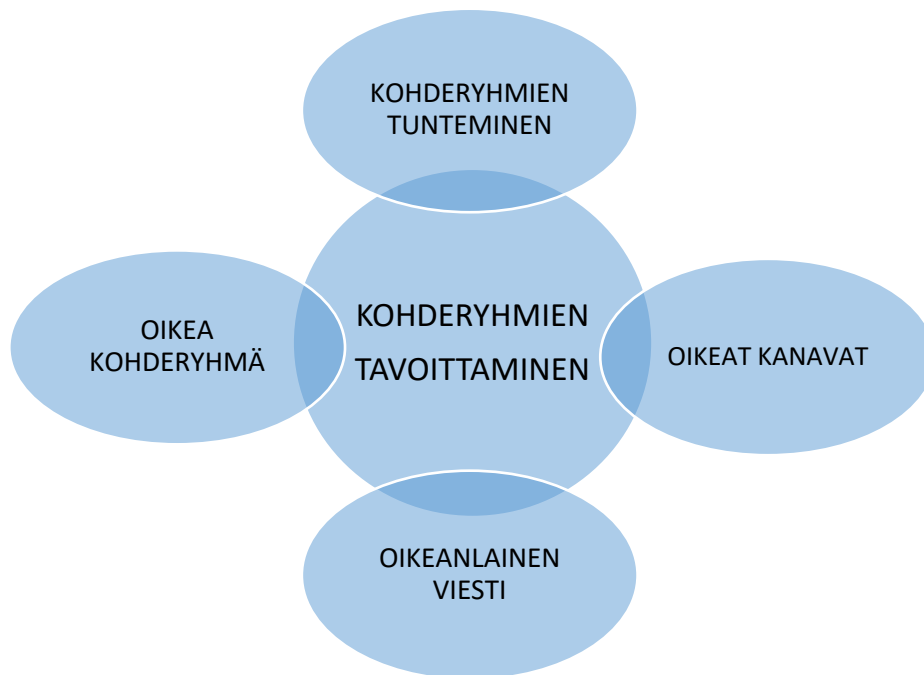 KOHDERYHMIEN
TUNTEMINEN
OIKEA
KOHDERYHMÄ
KOHDERYHMIEN
TAVOITTAMINEN
OIKEAT KANAVAT
OIKEANLAINEN
VIESTI